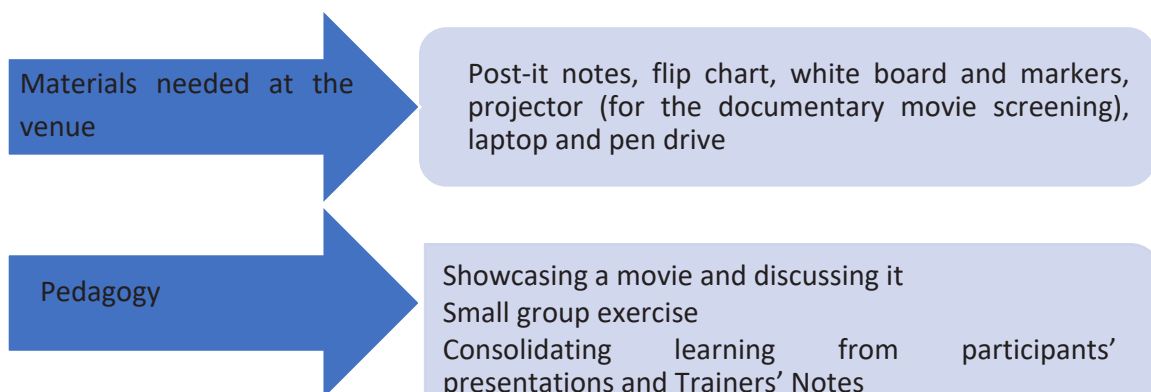 Materials needed at the
venue
Post-it notes, flip chart, white board and markers,
projector (for the documentary movie screening),
laptop and pen drive
Pedagogy
Showcasing a movie and discussing it
Small group exercise
Consolidating learning from participants’
presentations and Trainers’ Notes